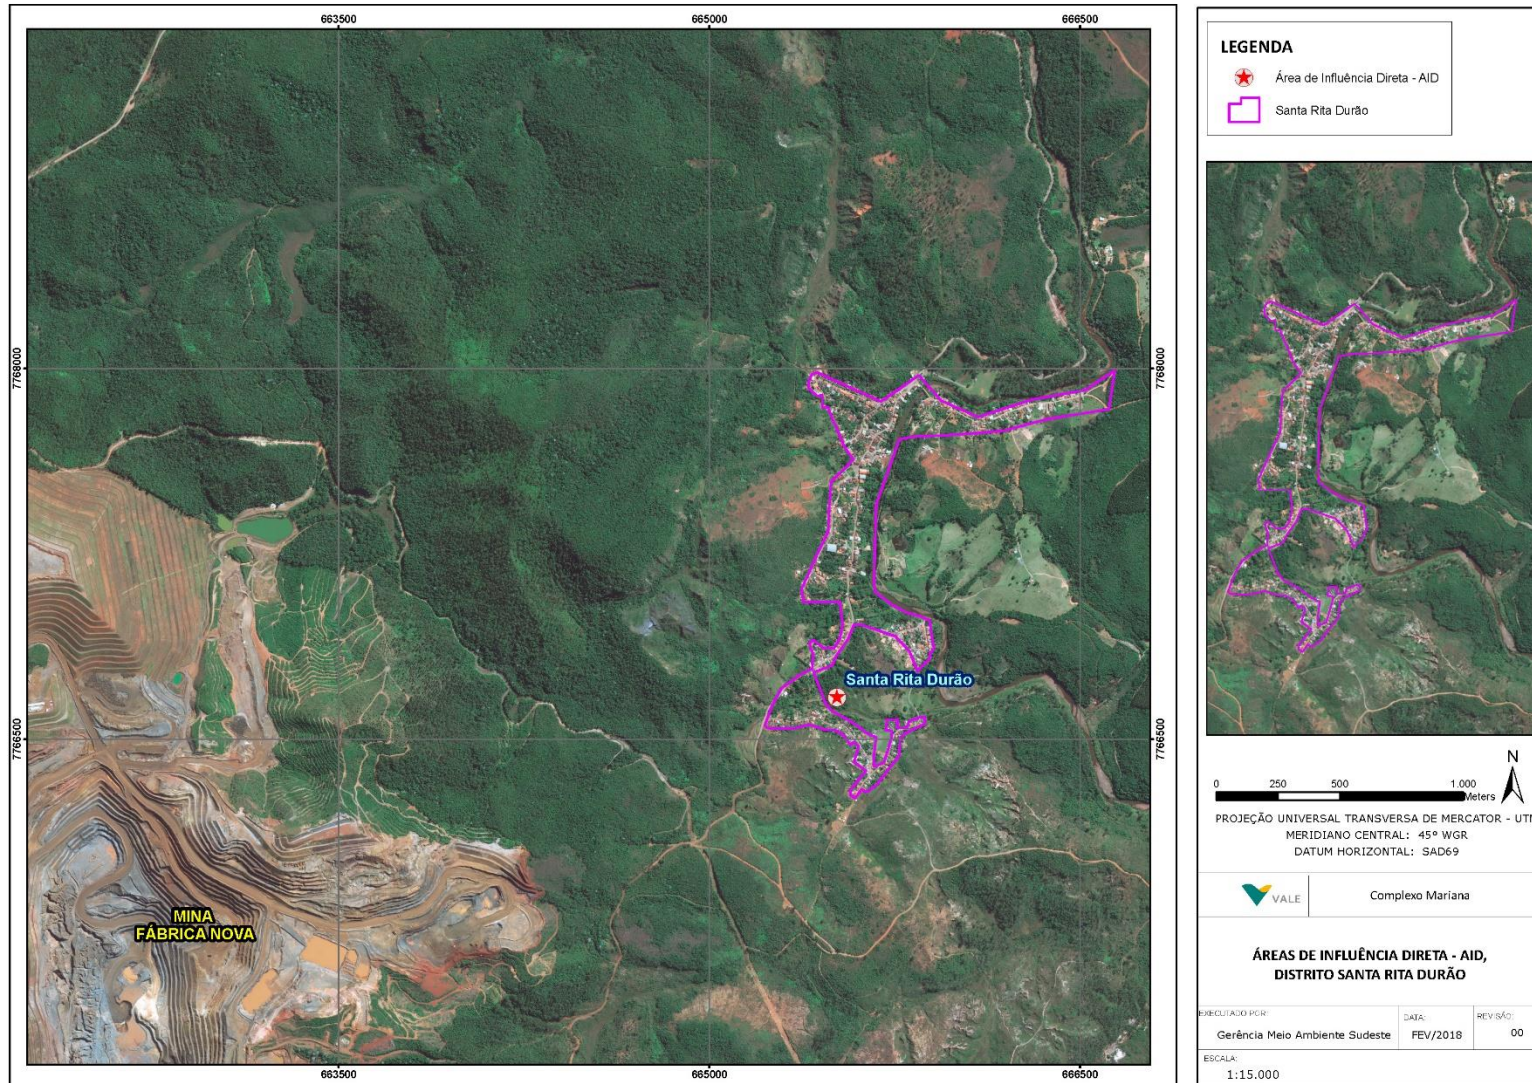 663500
665000
666500
7768000
7768000
7766500
7766500
Santa Rita Durão
MINA
FÁBRICA NOVA
663500
665000
666500
LEGENDA
Área de Influência Direta - AID
Santa Rita Durão
N
0 250 500 1.000
Meters
PROJEÇÃO UNIVERSAL TRANSVERSA DE MERCATOR - UTM
MERIDIANO CENTRAL: 45º WGR
DATUM HORIZONTAL: SAD69
VALE
Complexo Mariana
ÁREAS DE INFLUÊNCIA DIRETA - AID,
DISTRITO SANTA RITA DURÃO
EXECUTADO POR:
Gerência Meio Ambiente Sudeste
DATA:
FEV/2018
REVISÃO:
00
ESCALA:
1:15.000